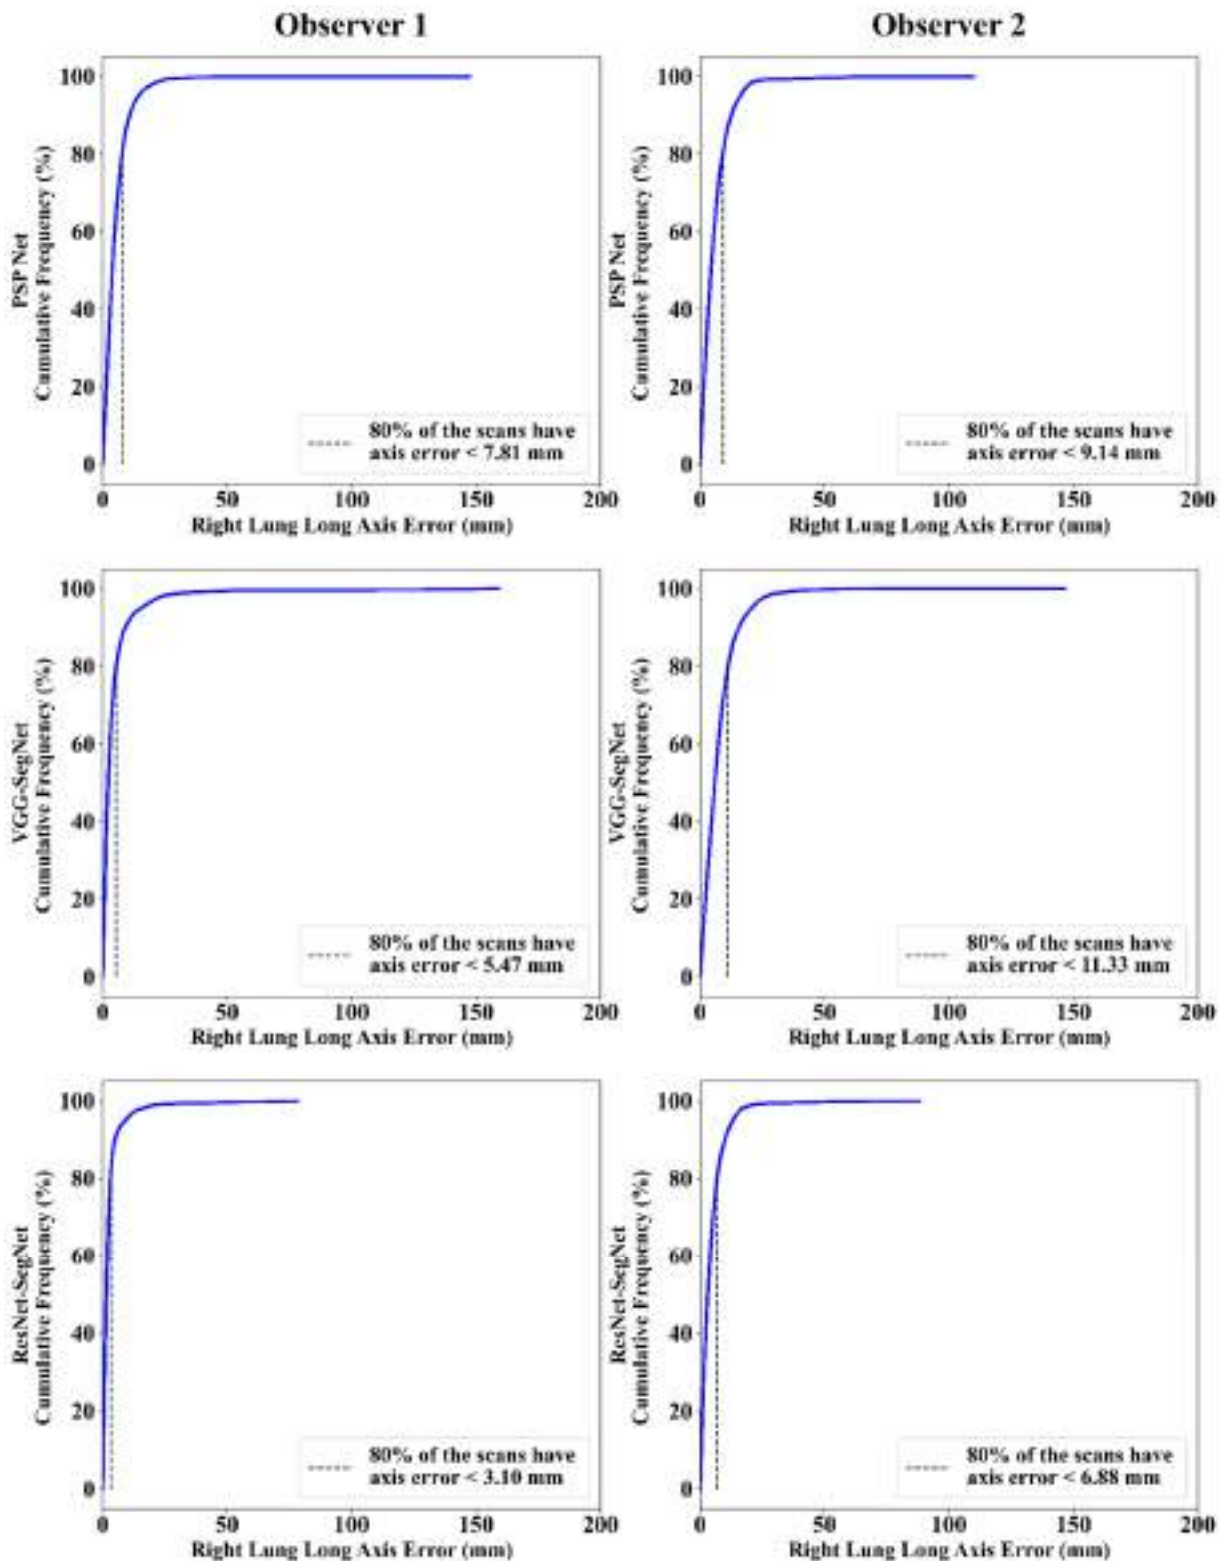 Observer 1
Observer 2
PSP Net
Cumulative Frequency (%)
100
80
60
40
20
0
80% of the scans have
axis error < 7.81 mm
0 50 100 150 200
Right Lung Long Axis Error (mm)
PSP Net
Cumulative Frequency (%)
100
80
60
40
20
0
80% of the scans have
axis error < 9.14 mm
0 50 100 150 200
Right Lung Long Axis Error (mm)
VGG-SegNet
Cumulative Frequency (%)
100
80
60
40
20
0
80% of the scans have
axis error < 5.47 mm
0 50 100 150 200
Right Lung Long Axis Error (mm)
VGG-SegNet
Cumulative Frequency (%)
100
80
60
40
20
0
80% of the scans have
axis error < 11.33 mm
0 50 100 150 200
Right Lung Long Axis Error (mm)
ResNet-SegNet
Cumulative Frequency (%)
100
80
60
40
20
0
80% of the scans have
axis error < 3.10 mm
0 50 100 150 200
Right Lung Long Axis Error (mm)
ResNet-SegNet
Cumulative Frequency (%)
100
80
60
40
20
0
80% of the scans have
axis error < 6.88 mm
0 50 100 150 200
Right Lung Long Axis Error (mm)